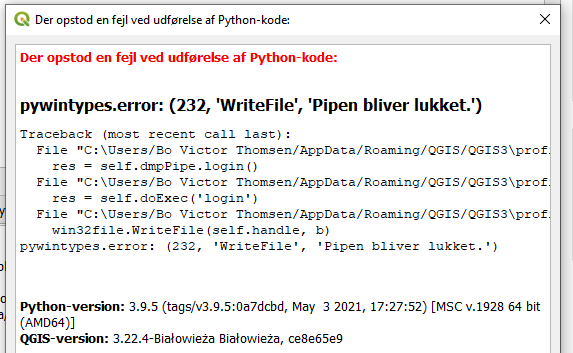 Der opstod en fejl ved udførelse af Python-kode:
Der opstod en fejl ved udførelse af Python-kode:
pywintypes.error: (232, 'WriteFile', 'Pipen bliver lukket.')
Traceback (most recent call last):
File "C:\Users/Bo Victor Thomsen/AppData/Roaming/QGIS/QGIS3\prof
res = self.dmpPipe.login()
File "C:\Users/Bo Victor Thomsen/AppData/Roaming/QGIS/QGIS3\prof
res = self.doExec('login')
File "C:\Users/Bo Victor Thomsen/AppData/Roaming/QGIS/QGIS3\prof
win32file.WriteFile(self.handle, b)
pywintypes.error: (232, 'WriteFile', 'Pipen bliver lukket.')
Python-version: 3.9.5 (tags/v3.9.5:0a7dcbd, May 3 2021, 17:27:52) [MSC v.1928 64 bit
(AMD64)]
QGIS-version: 3.22.4-Białowieża Białowieża, ce8e65e9